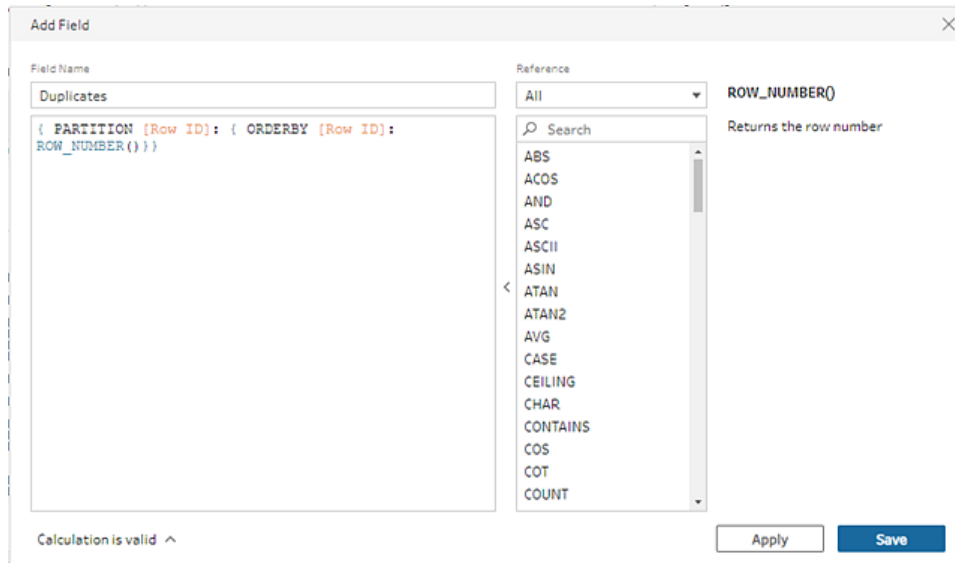 Add Field
Field Name
Duplicates
{ PARTITION [Row ID]: { ORDERBY [Row ID]:
ROW_NUMBER()}}
Reference
All
Search
ABS
ACOS
AND
ASC
ASCII
ASIN
ATAN
ATAN2
AVG
CASE
CEILING
CHAR
CONTAINS
COS
COT
COUNT
ROW_NUMBER()
Returns the row number
Calculation is valid
Apply
Save